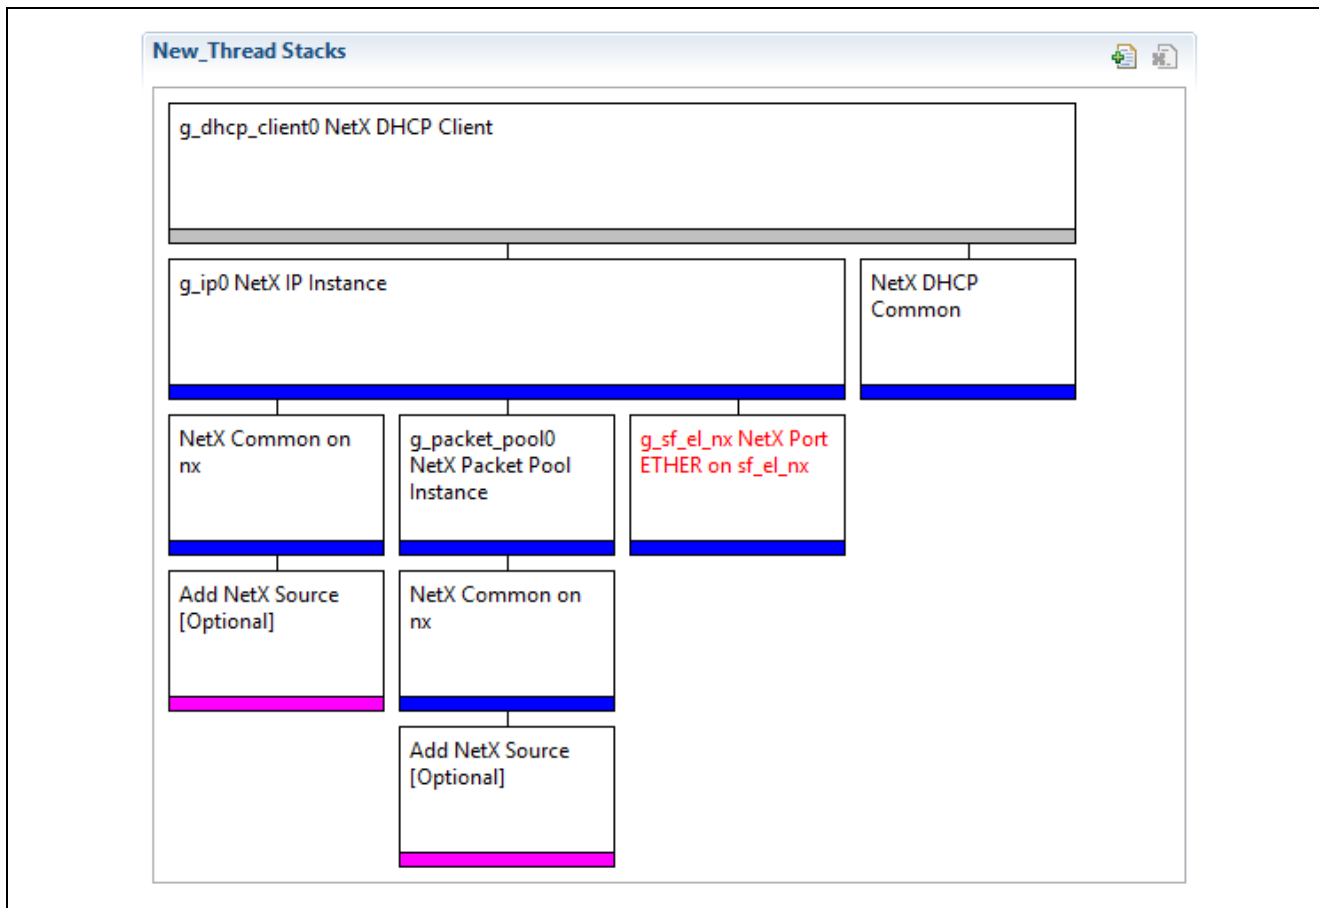 New_Thread Stacks
g_dhcp_client0 NetX DHCP Client
g_ip0 NetX IP Instance
NetX DHCP
Common
NetX Common on
nx
g_packet_pool0
NetX Packet Pool
Instance
g_sf_el_nx NetX Port
ETHER on sf_el_nx
Add NetX Source
[Optional]
NetX Common on
nx
Add NetX Source
[Optional]